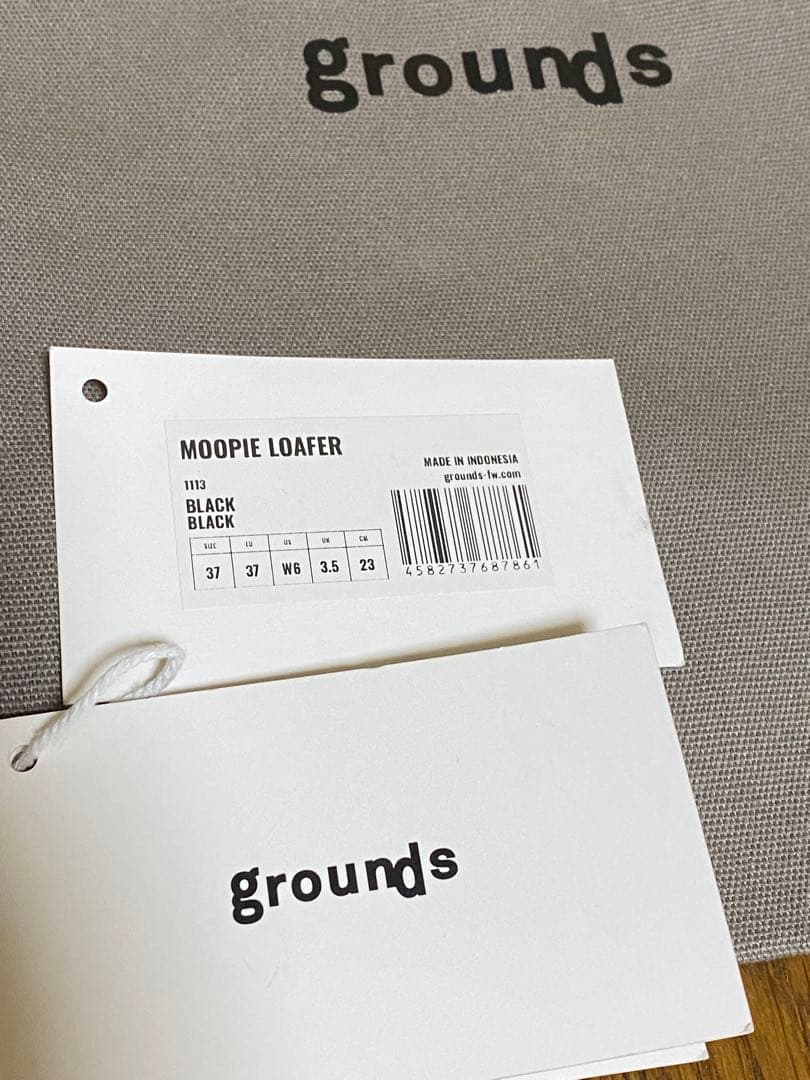 grounds
MOOPIE LOAFER
1113
BLACK
BLACK
MADE IN INDONESIA
grounds-fw.com
SIZE EU US UK CM
37 37 W6 3.5 23
4582737687861
grounds